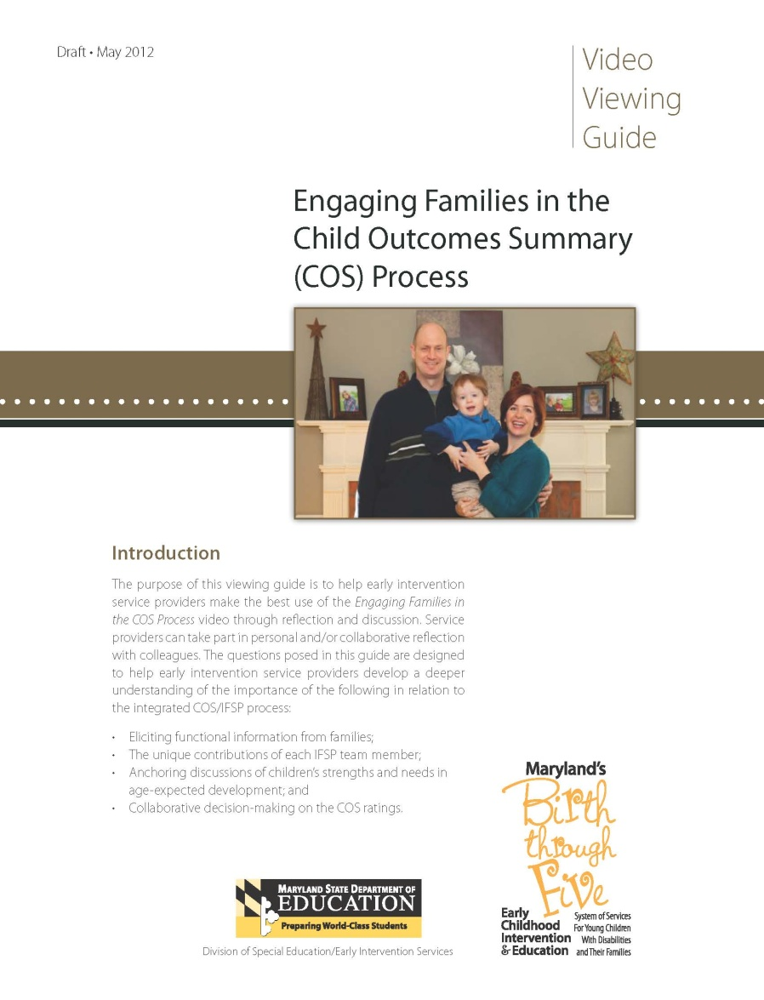 Draft • May 2012
Video
Viewing
Guide
Engaging Families in the
Child Outcomes Summary
(COS) Process
Introduction
The purpose of this viewing guide is to help early intervention
service providers make the best use of the Engaging Families in
the COS Process video through reflection and discussion. Service
providers can take part in personal and/or collaborative reflection
with colleagues. The questions posed in this guide are designed
to help early intervention service providers develop a deeper
understanding of the importance of the following in relation to
the integrated COS/IFSP process:
• Eliciting functional information from families;
• The unique contributions of each IFSP team member;
• Anchoring discussions of children's strengths and needs in
age-expected development; and
• Collaborative decision-making on the COS ratings.
Maryland's
Birth
through
Five
Early
Childhood
Intervention
& Education
System of Services
For Young Children
With Disabilities
and Their Families
MARYLAND STATE DEPARTMENT OF
EDUCATION
Preparing World-Class Students
Division of Special Education/Early Intervention Services